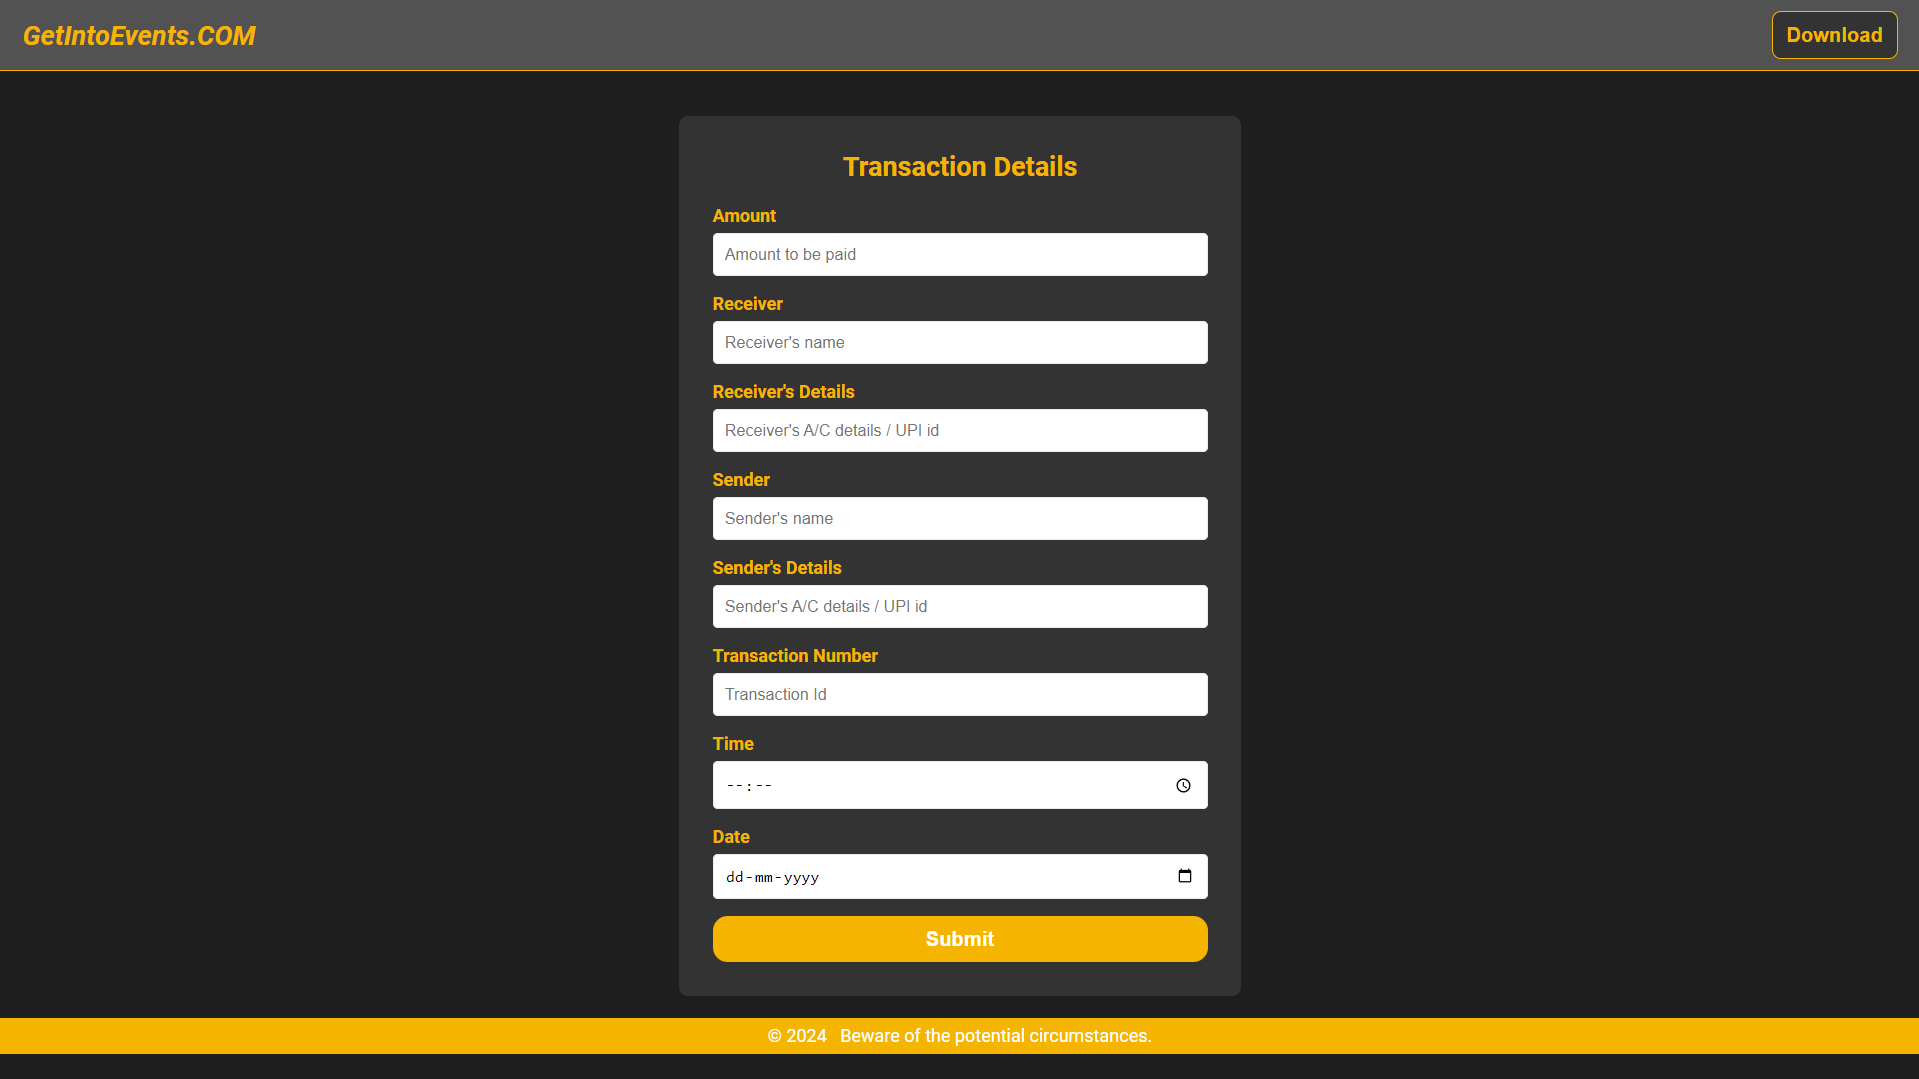 GetIntoEvents.COM
Download
Transaction Details
Amount
Amount to be paid
Receiver
Receiver's name
Receiver's Details
Receiver's A/C details / UPI id
Sender
Sender's name
Sender's Details
Sender's A/C details / UPI id
Transaction Number
Transaction Id
Time
--:--
Date
dd-mm-yyyy
Submit
© 2024 Beware of the potential circumstances.